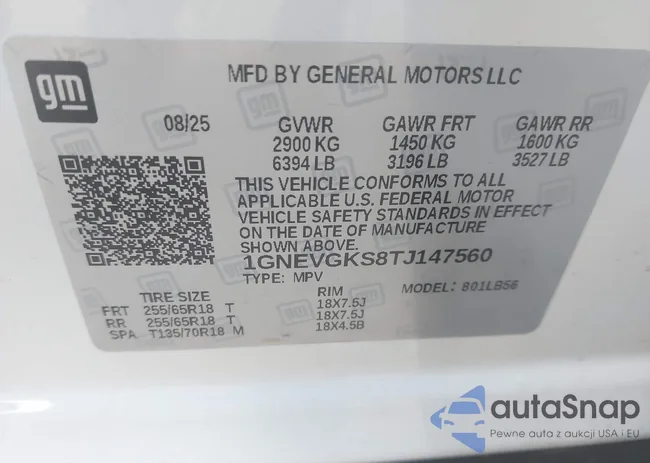 gm
MFD BY GENERAL MOTORS LLC
08/25 GVWR GAWR FRT GAWR RR
2900 KG 1450 KG 1600 KG
6394 LB 3196 LB 3527 LB
THIS VEHICLE CONFORMS TO ALL
APPLICABLE U.S. FEDERAL MOTOR
VEHICLE SAFETY STANDARDS IN EFFECT
ON THE DATE OF MANUFACTURE
SHOWN ABOVE.
1GNEVGKS8TJ147560
TYPE: MPV MODEL: 801LB56
TIRE SIZE RIM
FRT 255/65R18 T 18X7.5J
RR 255/65R18 T 18X7.5J
SPA T135/70R18 M 18X4.5B
autaSnap
Pewne auta z aukcji USA i EU